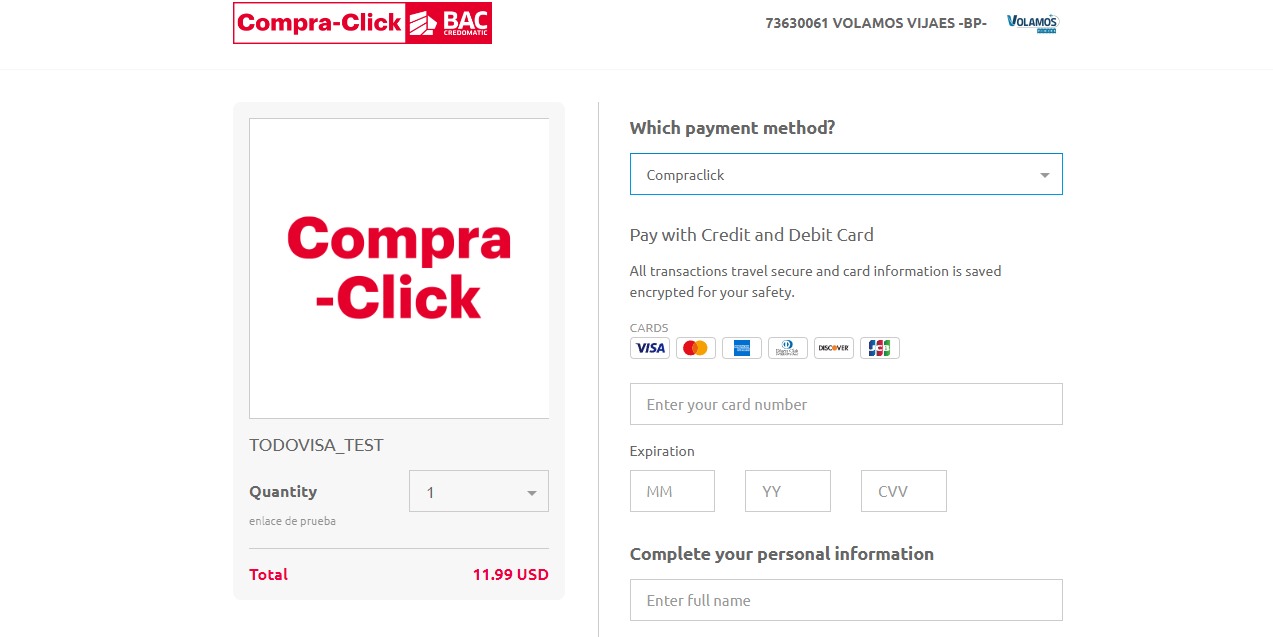 Compra-Click BAC CREDOMATIC
73630061 VOLAMOS VIJAES -BP-
VOLAMOS
Compra
-Click
TODOVISA_TEST
Quantity
1
enlace de prueba
Total
11.99 USD
Which payment method?
Compraclick
Pay with Credit and Debit Card
All transactions travel secure and card information is saved
encrypted for your safety.
CARDS
VISA
DISCOVER
JCB
Enter your card number
Expiration
MM
YY
CVV
Complete your personal information
Enter full name